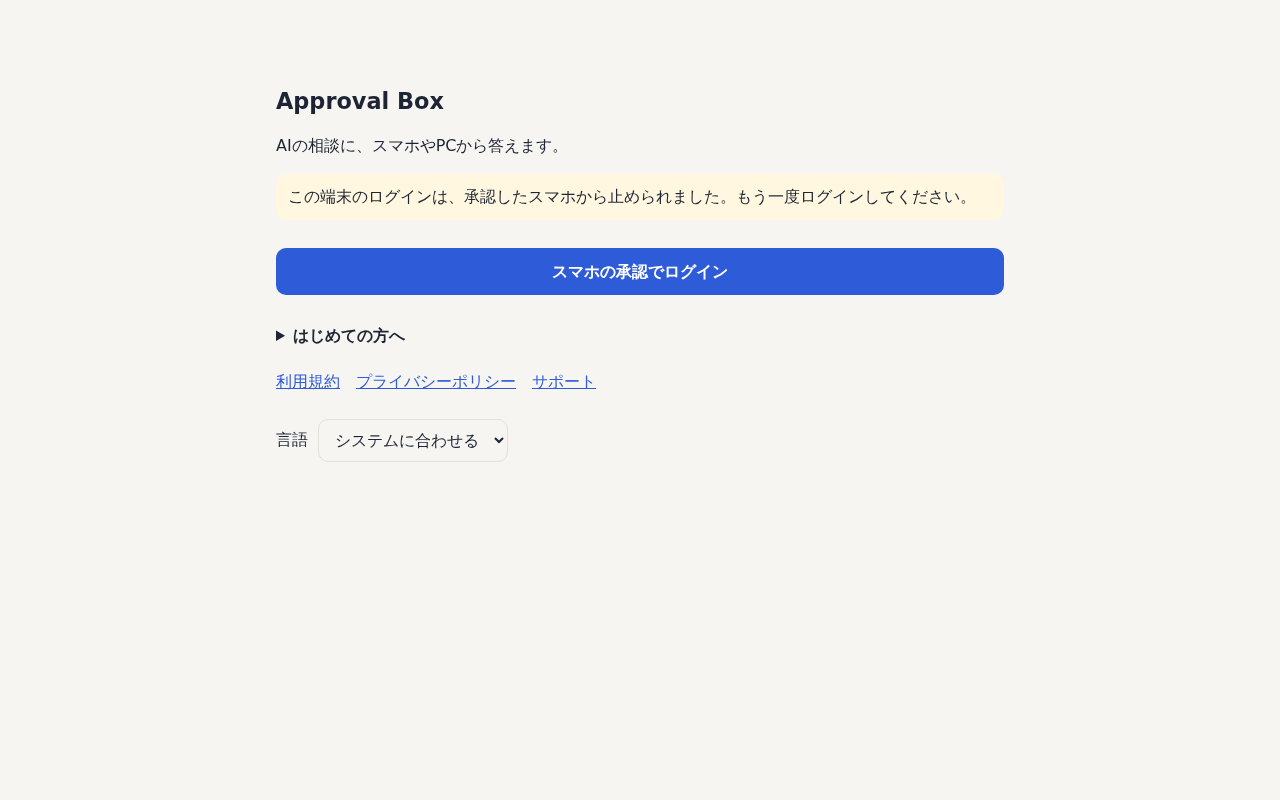 Approval Box
AIの相談に、スマホやPCから答えます。
この端末のログインは、承認したスマホから止められました。もう一度ログインしてください。
スマホの承認でログイン
はじめての方へ
利用規約 プライバシーポリシー サポート
言語 システムに合わせる